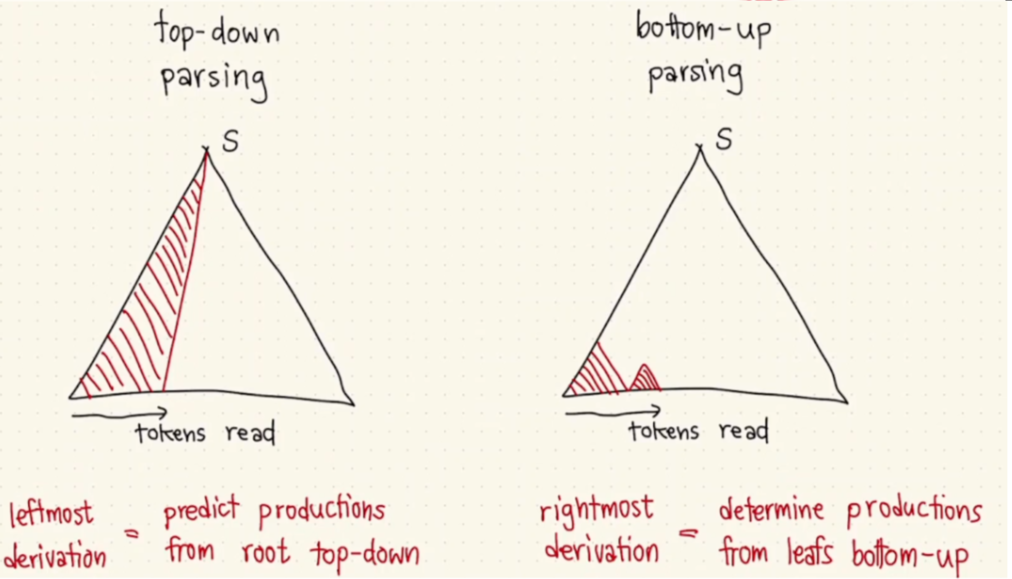 top-down
parsing
S
tokens read
leftmost = predict productions
derivation from root top-down
bottom-up
parsing
S
tokens read
rightmost = determine productions
derivation from leafs bottom-up